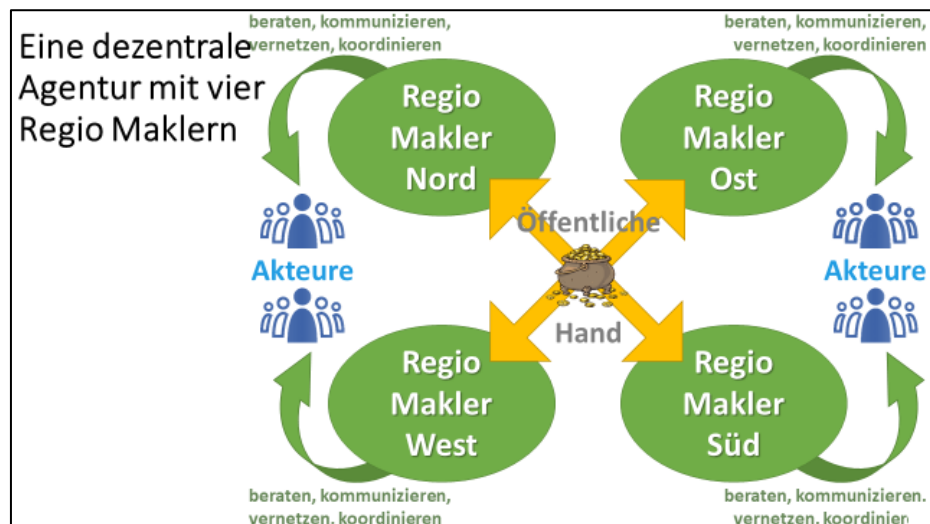 beraten, kommunizieren,
vernetzen, koordinieren
beraten, kommunizieren,
vernetzen, koordinieren
Eine dezentrale
Agentur mit vier
Regio Maklern
Regio
Makler
Nord
Regio
Makler
Ost
Öffentliche
Hand
Akteure
Akteure
Regio
Makler
West
Regio
Makler
Süd
beraten, kommunizieren,
vernetzen, koordinieren
beraten, kommunizieren.
vernetzen, koordinier